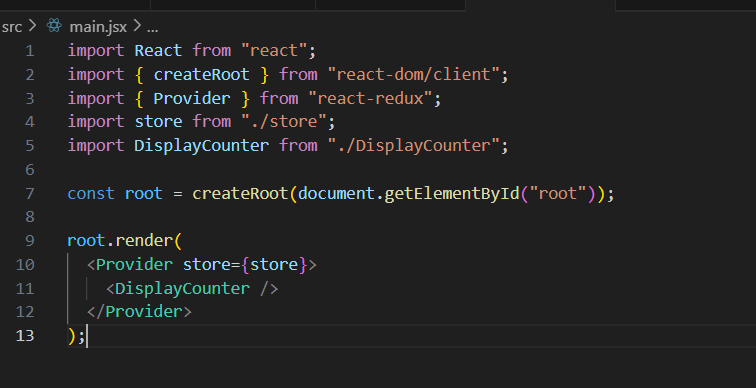 src > main.jsx > ...
1 import React from "react";
2 import { createRoot } from "react-dom/client";
3 import { Provider } from "react-redux";
4 import store from "./store";
5 import DisplayCounter from "./DisplayCounter";
6
7 const root = createRoot(document.getElementById("root"));
8
9 root.render(
10   <Provider store={store}>
11     <DisplayCounter />
12   </Provider>
13 );